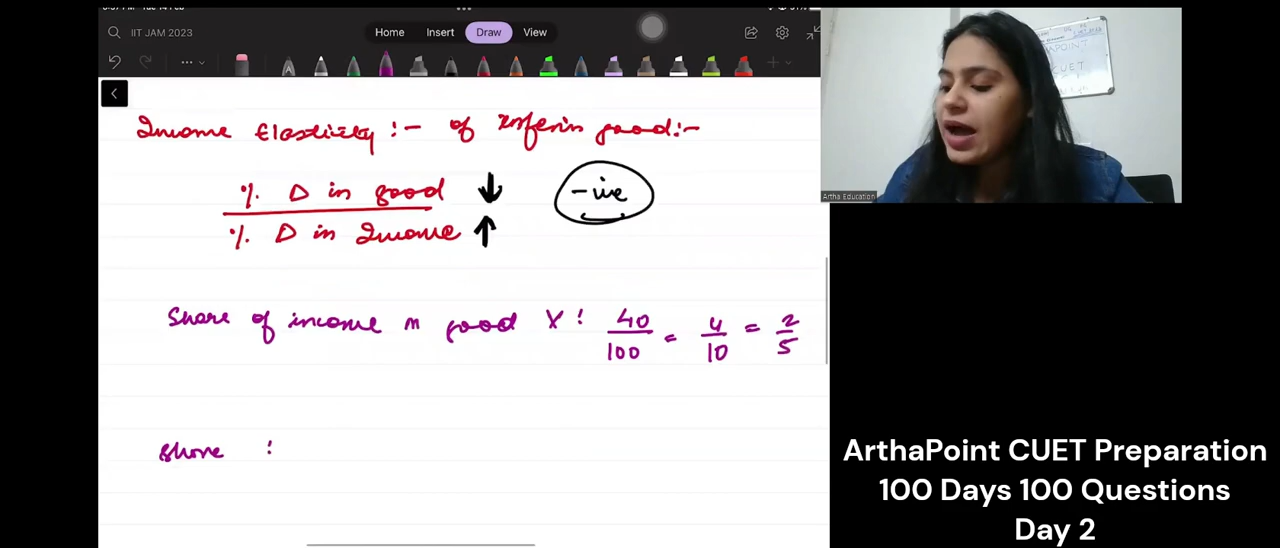 IIT JAM 2023
Home Insert Draw View
Income Elasticity :- of Inferior good :-
% Δ in good ↓
% Δ in Income ↑
-ive
Share of income in good X : 40/100 = 4/10 = 2/5
Share :
CUET
Artha Education
ArthaPoint CUET Preparation
100 Days 100 Questions
Day 2